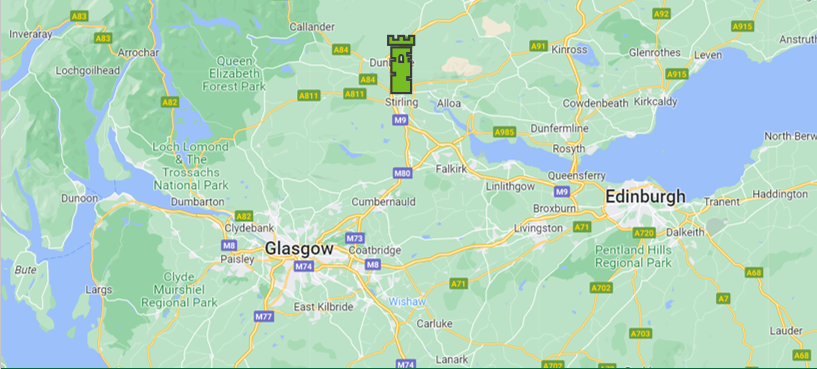 A83
Callander
A92
A915
Inveraray
A83
Anstruth
Arrochar
A84
A91
Kinross
Glenrothes
Leven
Queen
Elizabeth
Forest Park
Lochgoilhead
A84
A915
A811
A811
A82
Stirling
Alloa
Cowdenbeath
Kirkcaldy
M9
A985
Dunfermline
Rosyth
North Berw
Loch Lomond
& The
Trossachs
National Park
M80
Falkirk
Queensferry
Linlithgow
M9
Edinburgh
Haddington
Dunoon
Dumbarton
Cumbernauld
Tranent
Broxburn
A82
Clydebank
Livingston
A71
A720
Dalkeith
M8
M73
Glasgow
Coatbridge
Pentland Hills
Regional Park
Paisley
M74
M8
Bute
A68
Clyde
Muirshiel
Regional Park
A71
A702
Largs
Wishaw
A7
East Kilbride
M77
Carluke
A703
Lauder
Lanark
A68
M74
A702